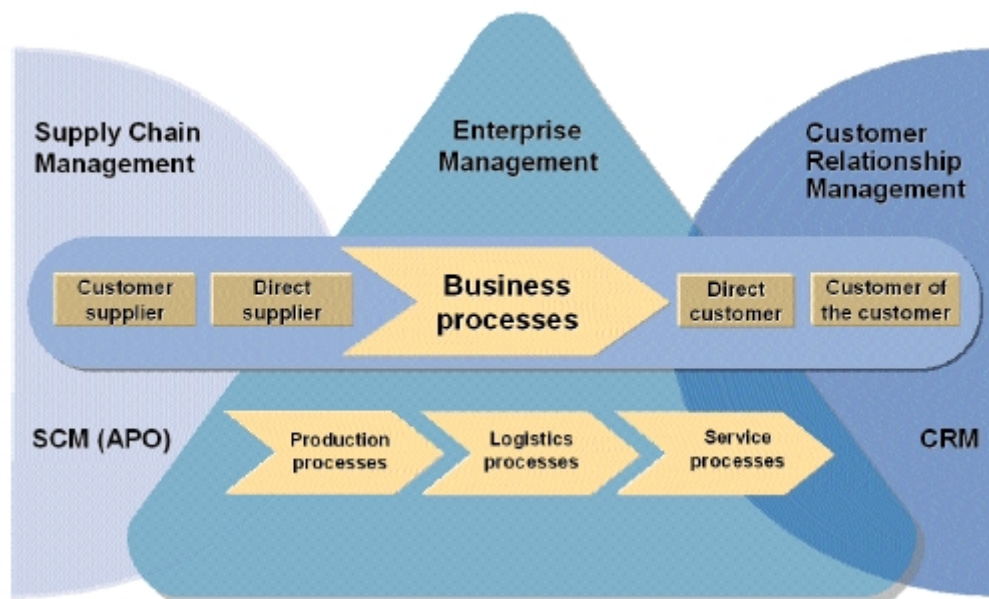 Supply Chain
Management
Enterprise
Management
Customer
Relationship
Management
Customer
supplier
Direct
supplier
Business
processes
Direct
customer
Customer of
the customer
SCM (APO)
Production
processes
Logistics
processes
Service
processes
CRM